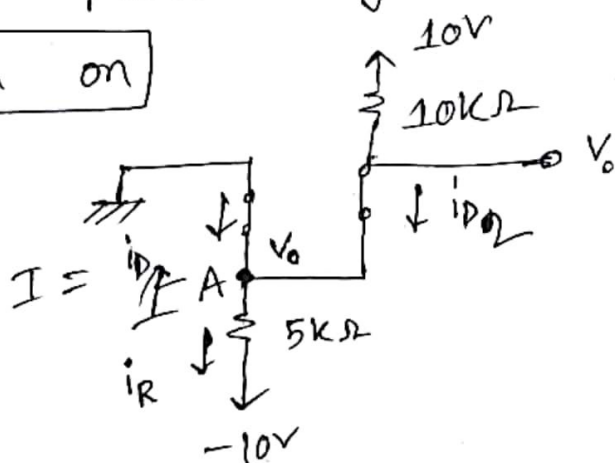 10V
on
10KΩ
V₀
iD₂
V₀
I = iD₁
A
5KΩ
iR
-10V